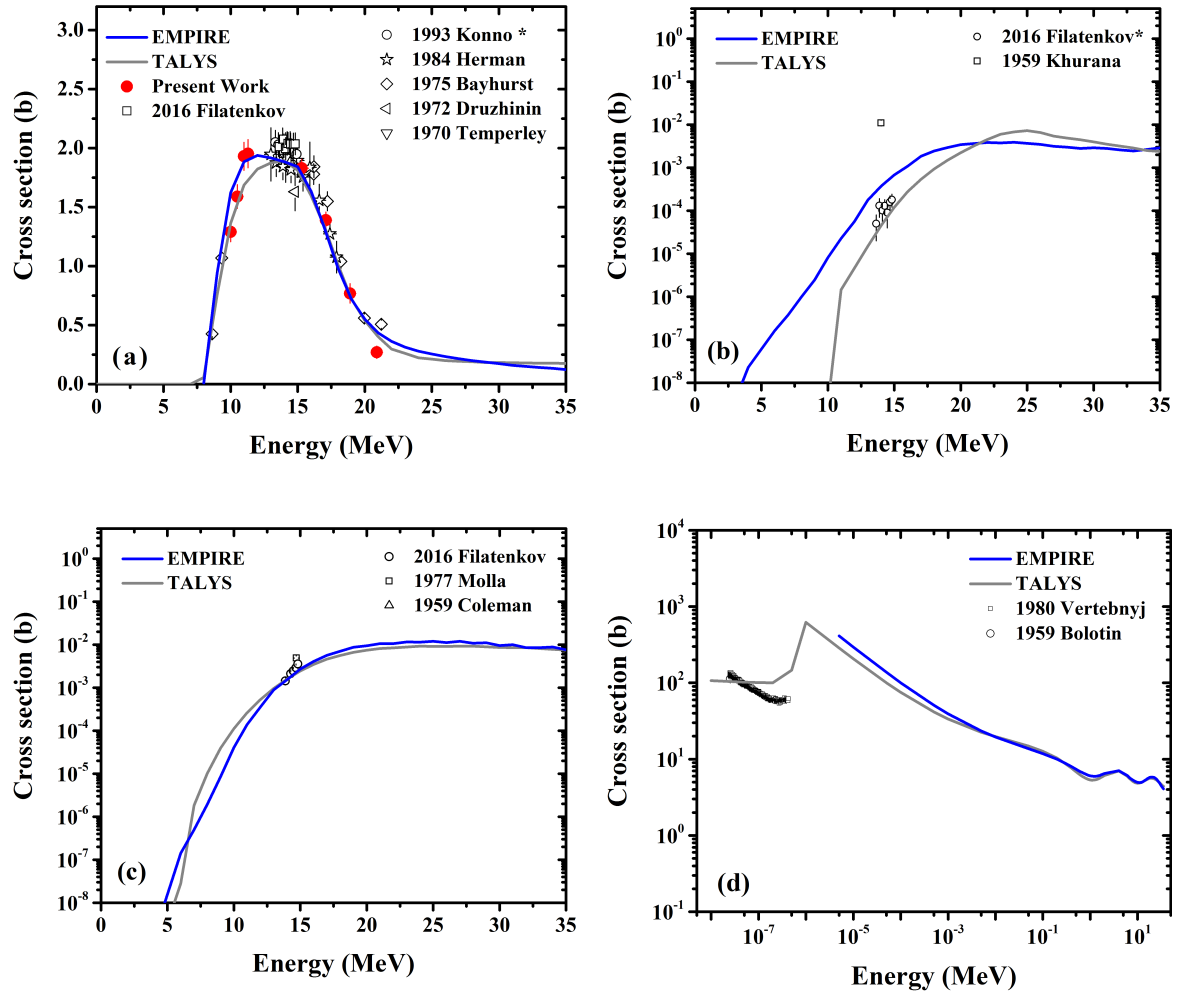 EMPIRE
TALYS
Present Work
2016 Filatenkov
1993 Konno *
1984 Herman
1975 Bayhurst
1972 Druzhinin
1970 Temperley
3.0
2.5
2.0
1.5
1.0
0.5
0.0
Cross section (b)
(a)
0 5 10 15 20 25 30 35
Energy (MeV)
EMPIRE
TALYS
2016 Filatenkov*
1959 Khurana
10^0
10^-1
10^-2
10^-3
10^-4
10^-5
10^-6
10^-7
10^-8
Cross section (b)
(b)
0 5 10 15 20 25 30 35
Energy (MeV)
EMPIRE
TALYS
2016 Filatenkov
1977 Molla
1959 Coleman
10^0
10^-1
10^-2
10^-3
10^-4
10^-5
10^-6
10^-7
10^-8
Cross section (b)
(c)
0 5 10 15 20 25 30 35
Energy (MeV)
EMPIRE
TALYS
1980 Vertebnyj
1959 Bolotin
10^4
10^3
10^2
10^1
10^0
10^-1
Cross section (b)
(d)
10^-7 10^-5 10^-3 10^-1 10^1
Energy (MeV)